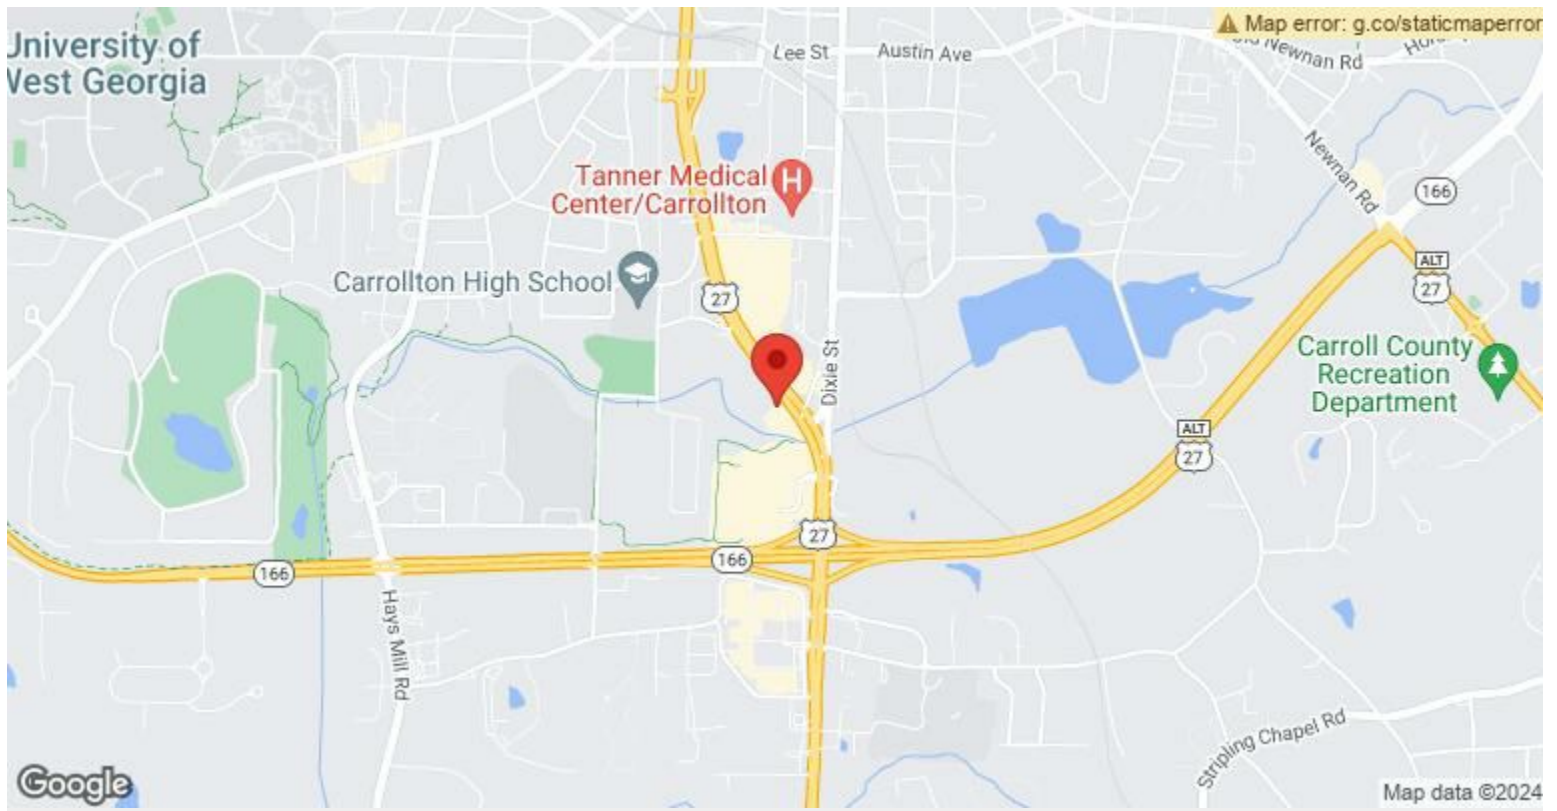 University of
West Georgia
Lee St
Austin Ave
Map error: g.co/staticmaperror
Old Newnan Rd
Newnan Rd
166
Tanner Medical
Center/Carrollton
H
Carrollton High School
27
ALT
27
Dixie St
Carroll County
Recreation
Department
ALT
27
27
166
166
Hays Mill Rd
Stripling Chapel Rd
Google
Map data ©2024